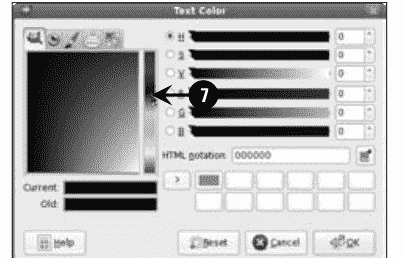 Text Color
H 0
S 0
V 0
7 0
G 0
B 0
HTML notation: 000000
>
Current:
Old:
Help Reset Cancel OK